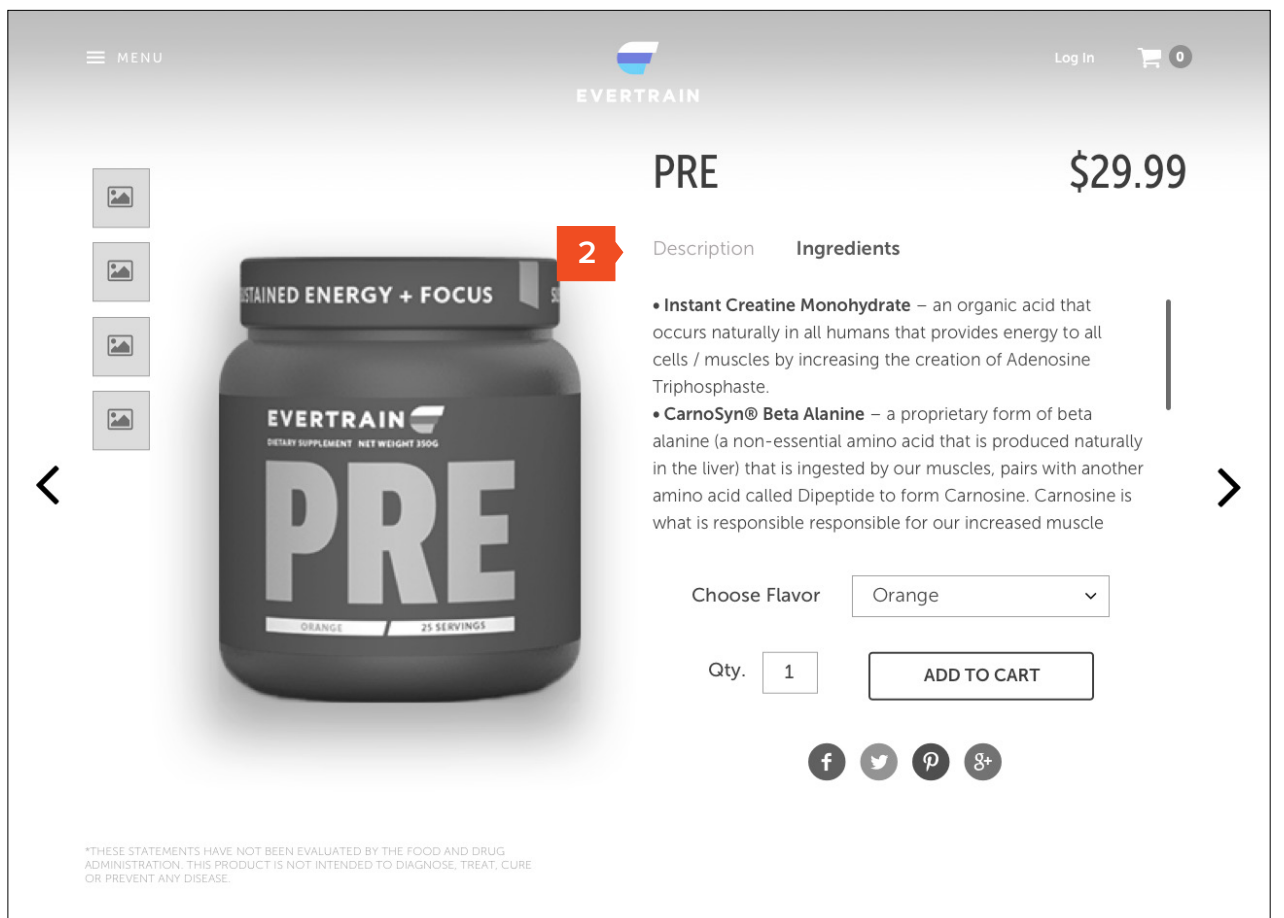 MENU
EVERTRAIN
Log In
0
PRE
$29.99
2
Description
Ingredients
• Instant Creatine Monohydrate – an organic acid that
occurs naturally in all humans that provides energy to all
cells / muscles by increasing the creation of Adenosine
Triphosphaste.
• CarnoSyn® Beta Alanine – a proprietary form of beta
alanine (a non-essential amino acid that is produced naturally
in the liver) that is ingested by our muscles, pairs with another
amino acid called Dipeptide to form Carnosine. Carnosine is
what is responsible responsible for our increased muscle
ENERGY + FOCUS
EVERTRAIN
DIETARY SUPPLEMENT NET WEIGHT 350G
PRE
ORANGE
25 SERVINGS
Choose Flavor
Orange
Qty.
1
ADD TO CART
f
g+
*THESE STATEMENTS HAVE NOT BEEN EVALUATED BY THE FOOD AND DRUG
ADMINISTRATION. THIS PRODUCT IS NOT INTENDED TO DIAGNOSE, TREAT, CURE
OR PREVENT ANY DISEASE.